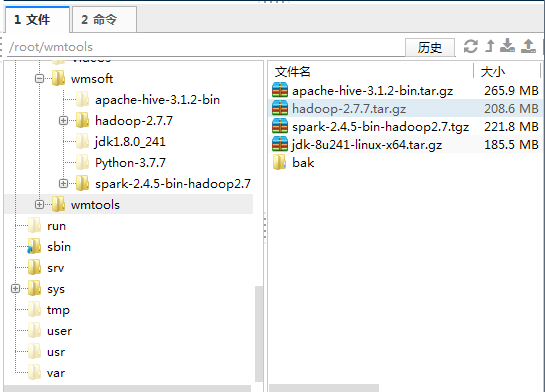 1 文件 2 命令
/root/wmtools 历史
wmsoft
apache-hive-3.1.2-bin
hadoop-2.7.7
jdk1.8.0_241
Python-3.7.7
spark-2.4.5-bin-hadoop2.7
wmtools
run
sbin
srv
sys
tmp
user
usr
var
文件名 大小
apache-hive-3.1.2-bin.tar.gz 265.9 MB
hadoop-2.7.7.tar.gz 208.6 MB
spark-2.4.5-bin-hadoop2.7.tgz 221.8 MB
jdk-8u241-linux-x64.tar.gz 185.5 MB
bak